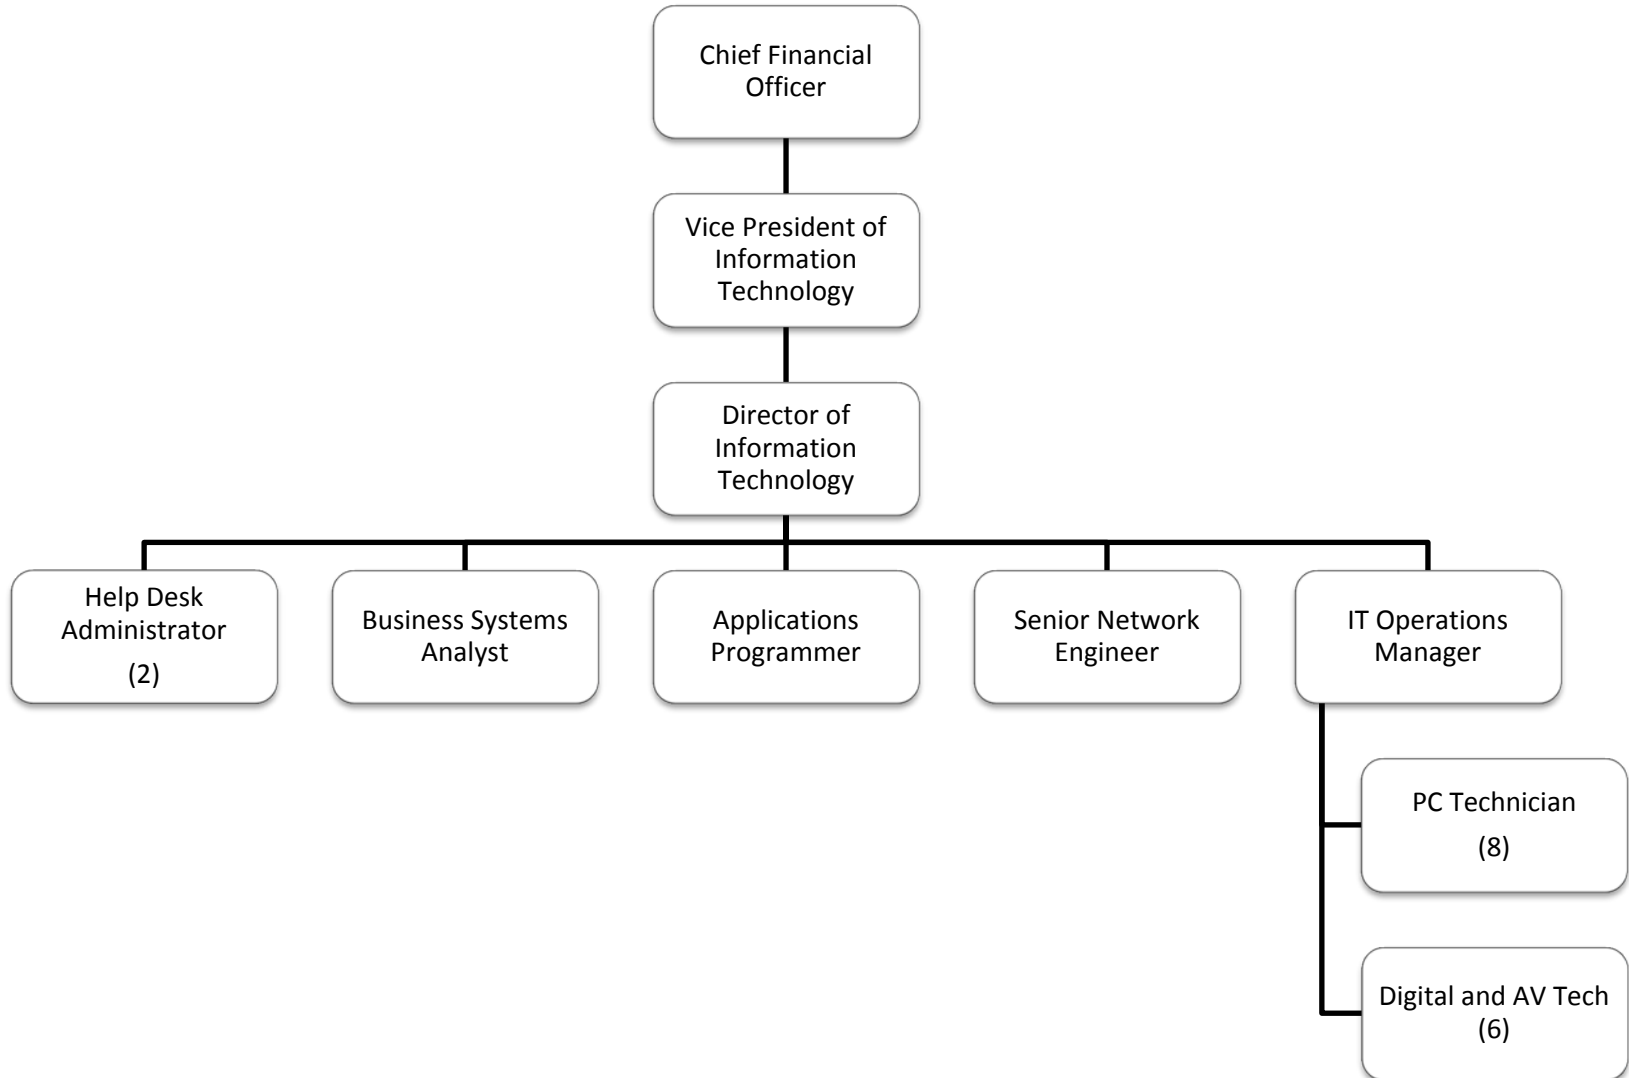 Chief Financial
Officer
Vice President of
Information
Technology
Director of
Information
Technology
Help Desk
Administrator
(2)
Business Systems
Analyst
Applications
Programmer
Senior Network
Engineer
IT Operations
Manager
PC Technician
(8)
Digital and AV Tech
(6)